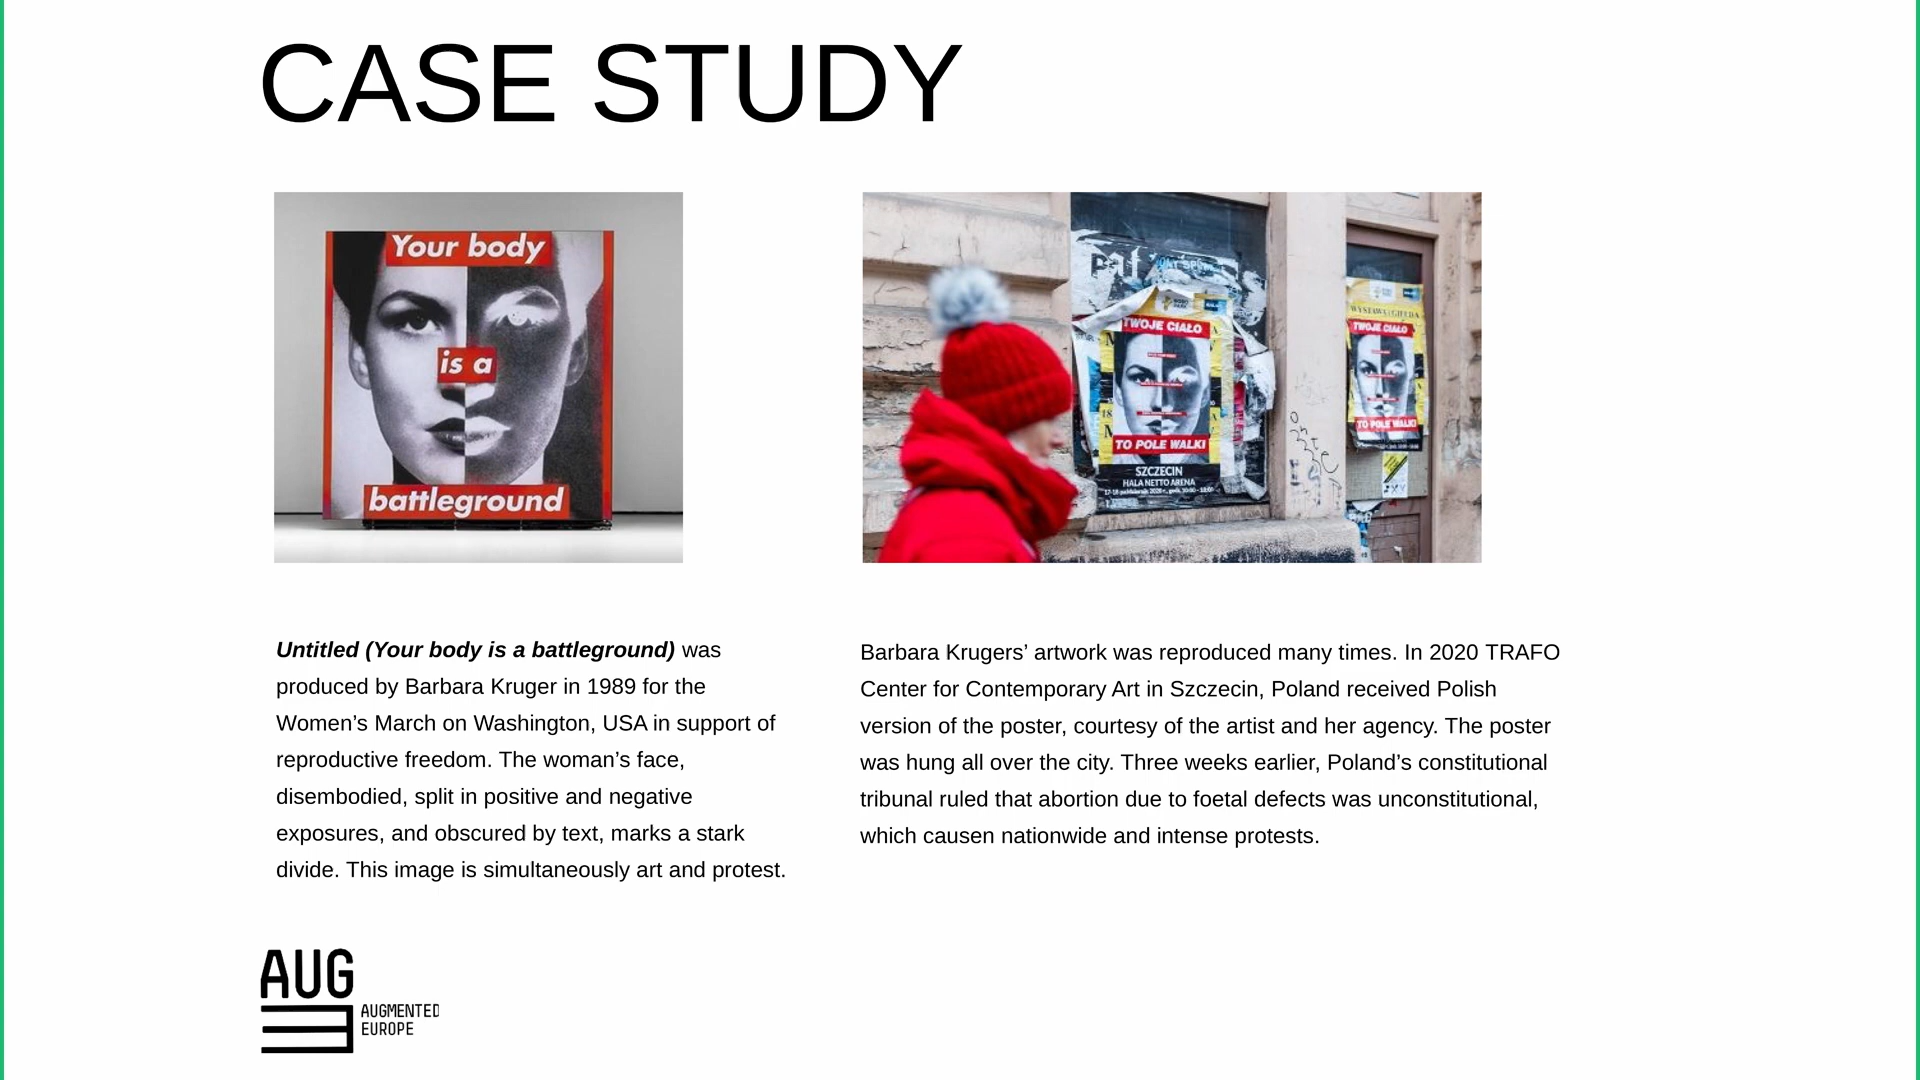 CASE STUDY
Your body
is a
battleground
TWOJE CIAŁO
TO POLE WALKI
SZCZECIN
HALA NETTO ARENA
WYSTAWA I GIEŁDA
TWOJE CIAŁO
TO POLE WALKI
Untitled (Your body is a battleground) was
produced by Barbara Kruger in 1989 for the
Women’s March on Washington, USA in support of
reproductive freedom. The woman’s face,
disembodied, split in positive and negative
exposures, and obscured by text, marks a stark
divide. This image is simultaneously art and protest.
Barbara Krugers’ artwork was reproduced many times. In 2020 TRAFO
Center for Contemporary Art in Szczecin, Poland received Polish
version of the poster, courtesy of the artist and her agency. The poster
was hung all over the city. Three weeks earlier, Poland’s constitutional
tribunal ruled that abortion due to foetal defects was unconstitutional,
which causen nationwide and intense protests.
AUG
AUGMENTED
EUROPE